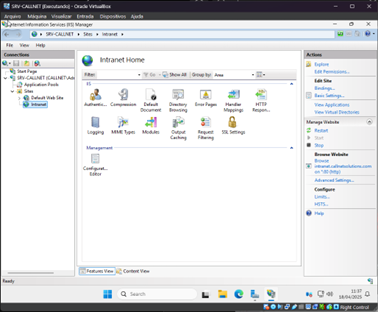 SRV-CALLNET (Executando) - Oracle VirtualBox
Arquivo Máquina Visualizar Entrada Dispositivos Ajuda
Internet Information Services (IIS) Manager
SRV-CALLNET Sites Intranet
File View Help
Connections
Start Page
SRV-CALLNET (CALLNET\Adm
Application Pools
Sites
Default Web Site
Intranet
Intranet Home
Filter: Go Show All Group by: Area
IIS
Authentic... Compression Default Document Directory Browsing Error Pages Handler Mappings HTTP Respon...
Logging MIME Types Modules Output Caching Request Filtering SSL Settings
Management
Configurat... Editor
Features View Content View
Actions
Explore
Edit Permissions...
Edit Site
Bindings...
Basic Settings...
View Applications
View Virtual Directories
Manage Website
Restart
Start
Stop
Browse Website
Browse
intranet.callnetsolutions.com
on *:80 (http)
Advanced Settings...
Configure
Limits...
HSTS...
Help
Ready
Search
11:37
18/04/2025
Right Control